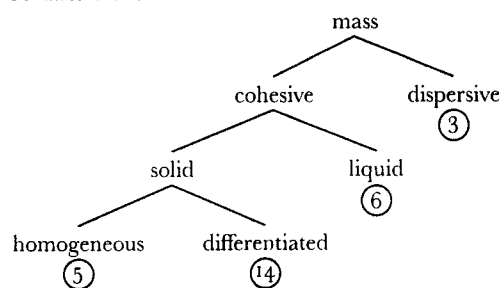 mass
cohesive dispersive
3
solid liquid
6
homogeneous differentiated
5 14